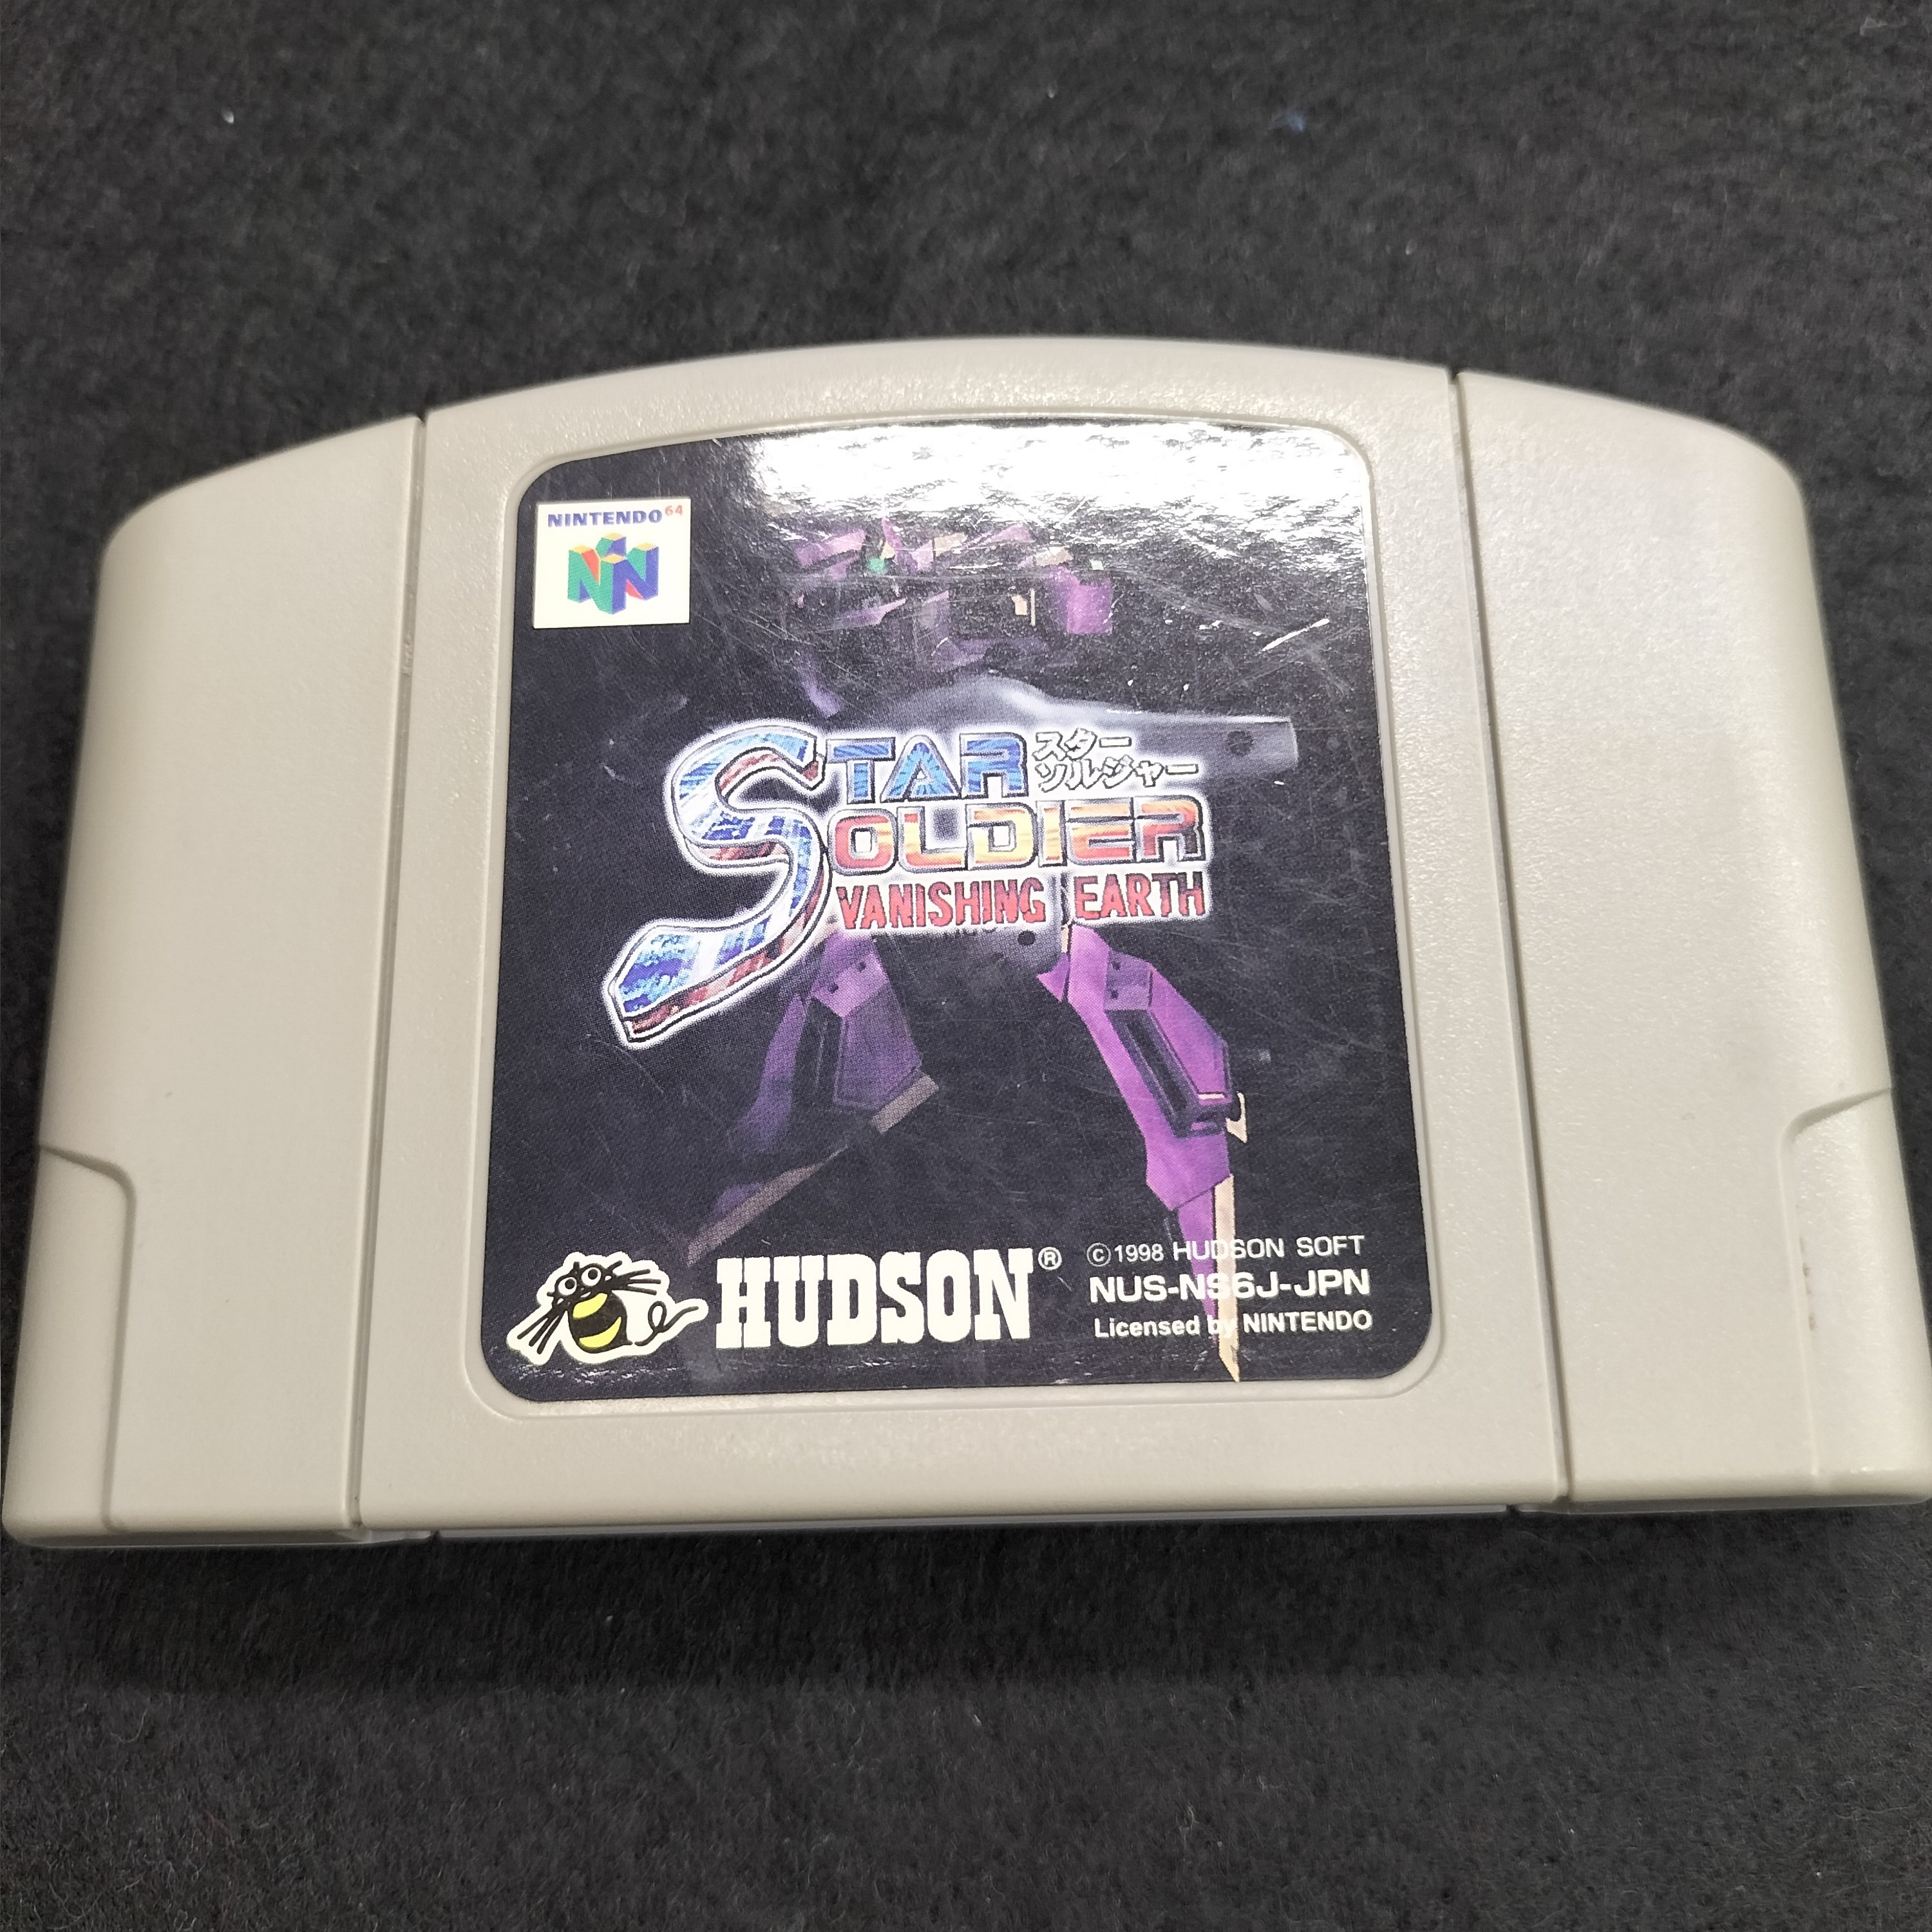 NINTENDO64
STAR スター
ソルジャー
SOLDIER
VANISHING EARTH
HUDSON®
©1998 HUDSON SOFT
NUS-NS6J-JPN
Licensed by NINTENDO